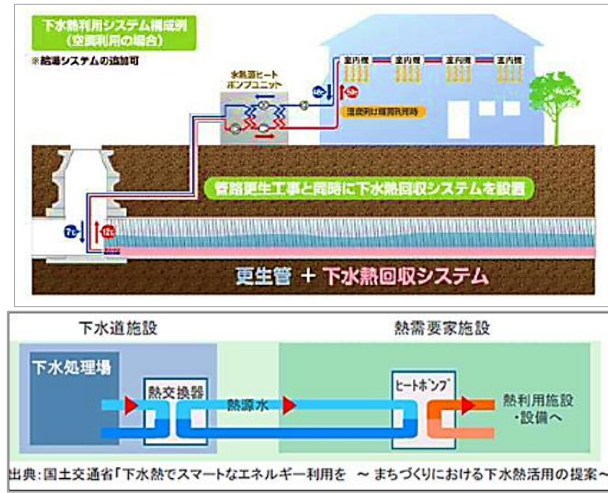 下水熱利用システム構成例
(空調利用の場合)
※給湯システムの追加可
水熱源ヒート
ポンプユニット
室内機
室内機
室内機
室内機
管路更生工事と同時に下水熱回収システムを設置
7℃
12℃
更生管 + 下水熱回収システム
下水道施設
熱需要家施設
下水処理場
熱交換器
熱源水
ヒートポンプ
熱利用施設
・設備へ
出典:国土交通省「下水熱でスマートなエネルギー利用を ~ まちづくりにおける下水熱活用の提案~